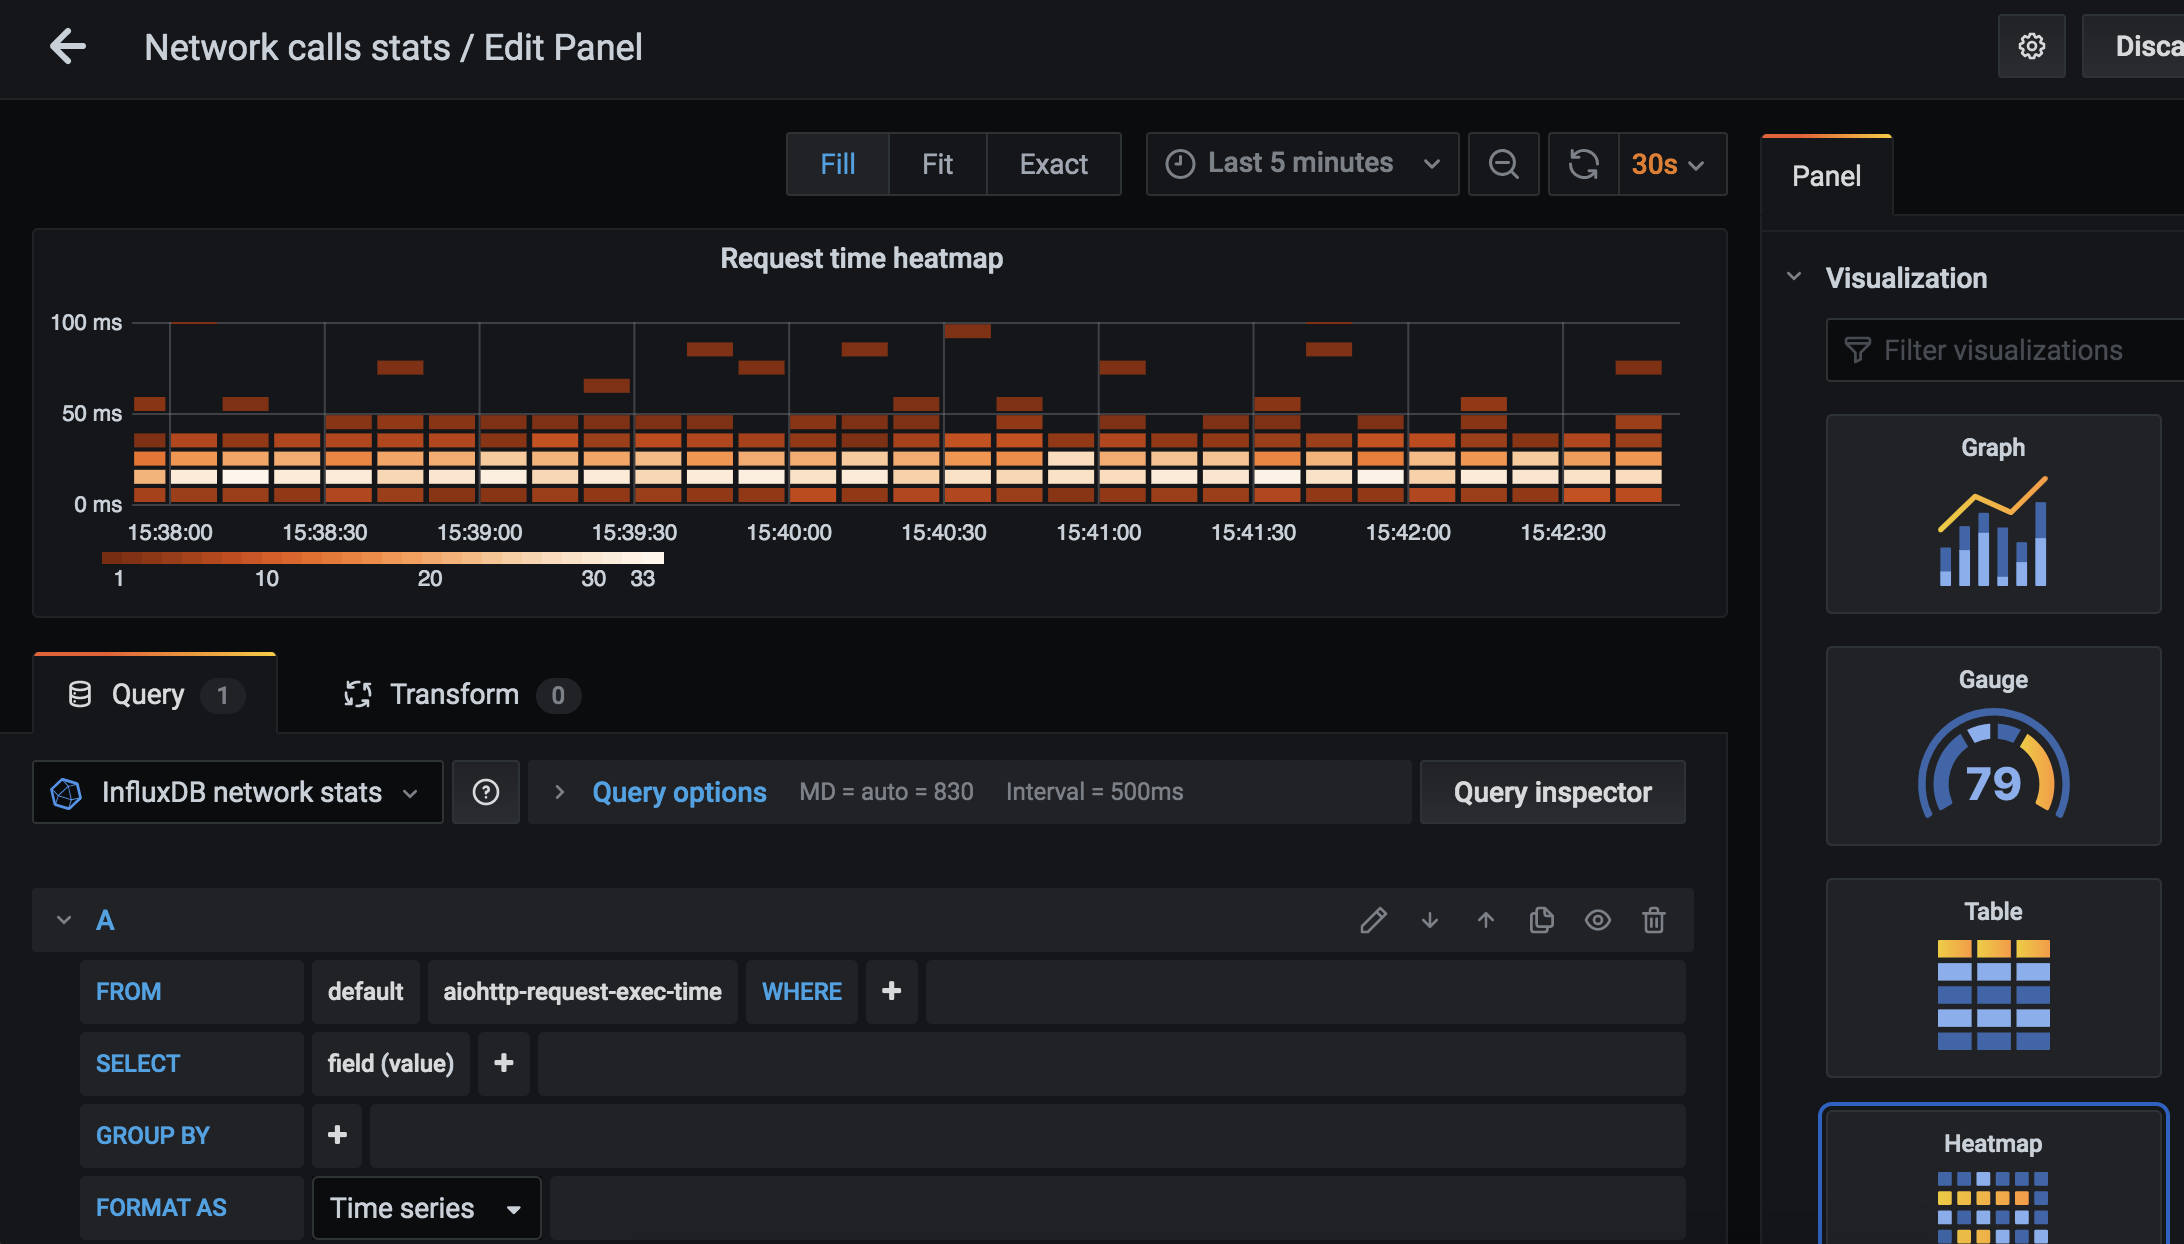 Network calls stats / Edit Panel
Disca
Fill Fit Exact Last 5 minutes 30s
Panel
Request time heatmap
100 ms
50 ms
0 ms
15:38:00 15:38:30 15:39:00 15:39:30 15:40:00 15:40:30 15:41:00 15:41:30 15:42:00 15:42:30
1 10 20 30 33
Visualization
Filter visualizations
Graph
Gauge
79
Table
Heatmap
Query 1 Transform 0
InfluxDB network stats Query options MD = auto = 830 Interval = 500ms Query inspector
A
FROM default aiohttp-request-exec-time WHERE +
SELECT field (value) +
GROUP BY +
FORMAT AS Time series